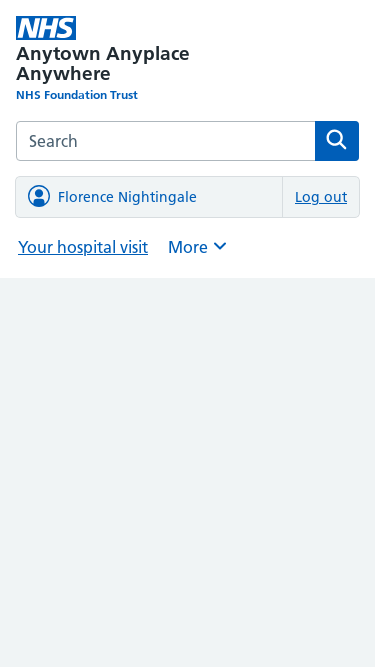 NHS
Anytown Anyplace
Anywhere
NHS Foundation Trust
Search
Florence Nightingale
Log out
Your hospital visit
More